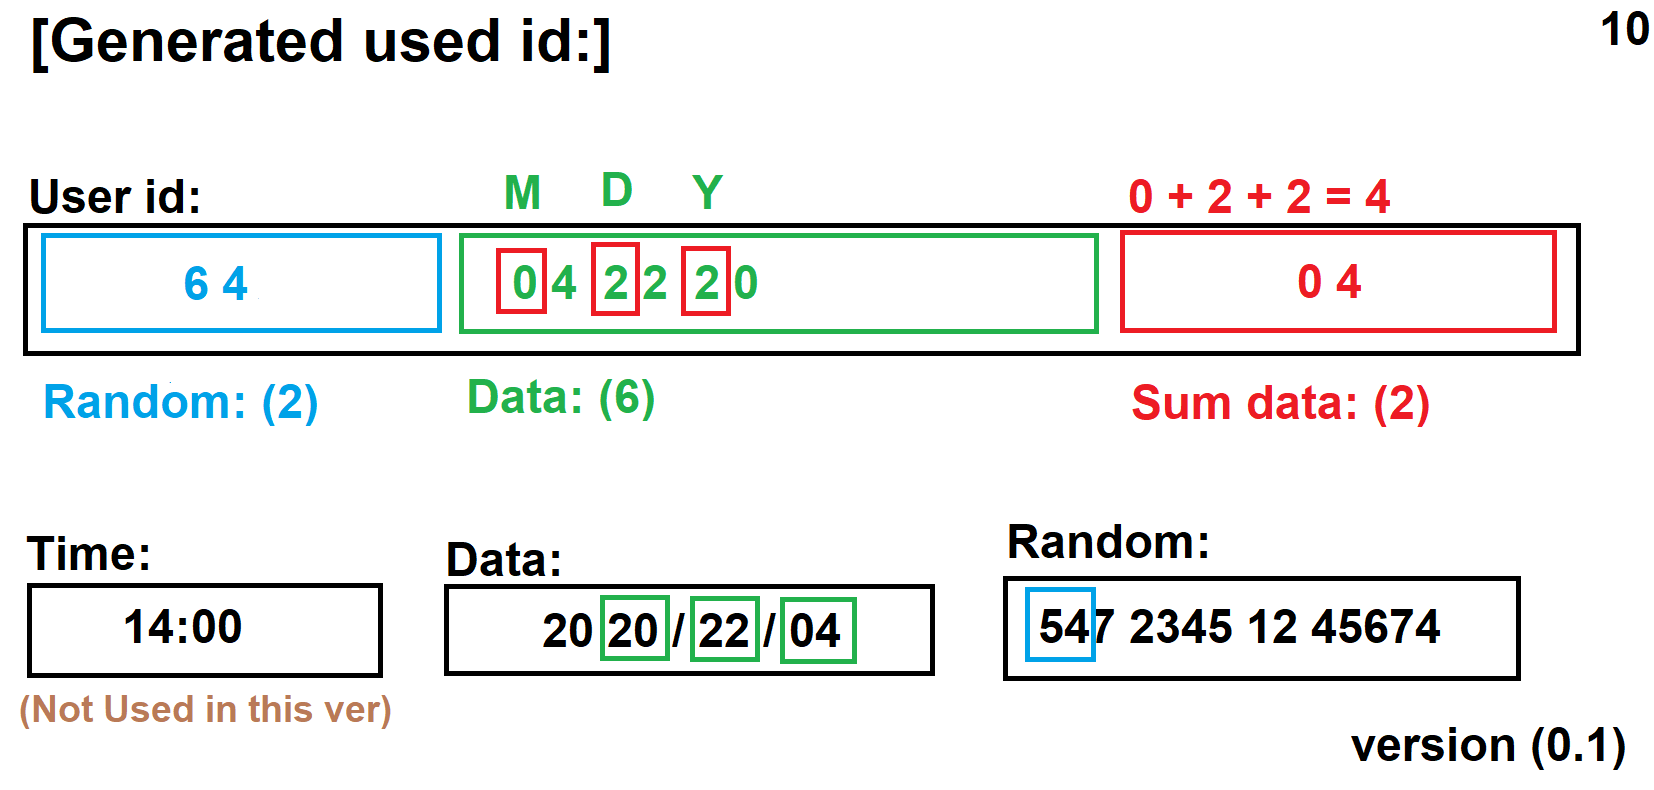 [Generated used id:]
10
User id:
M D Y
0 + 2 + 2 = 4
6 4
0 4 2 2 2 0
0 4
Random: (2)
Data: (6)
Sum data: (2)
Time:
Data:
Random:
14:00
2020/22/04
547 2345 12 45674
(Not Used in this ver)
version (0.1)